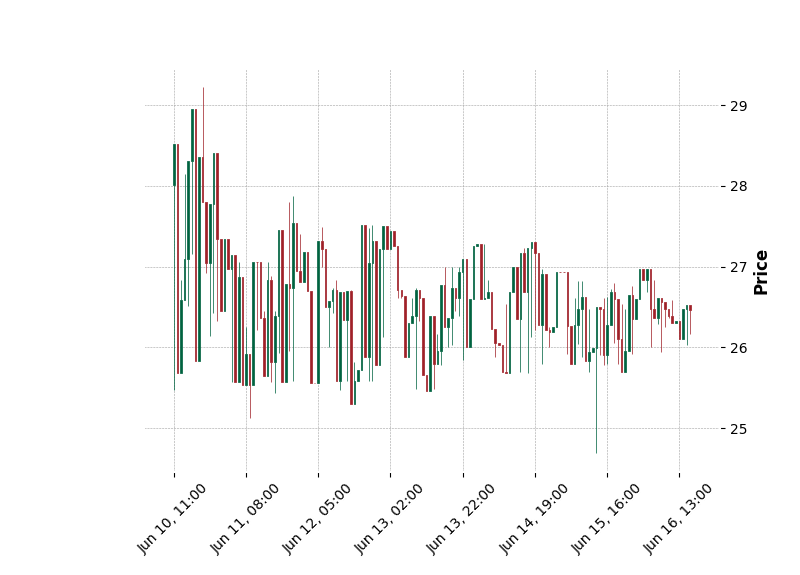 29
28
27
26
25
Price
Jun 10, 11:00
Jun 11, 08:00
Jun 12, 05:00
Jun 13, 02:00
Jun 13, 22:00
Jun 14, 19:00
Jun 15, 16:00
Jun 16, 13:00